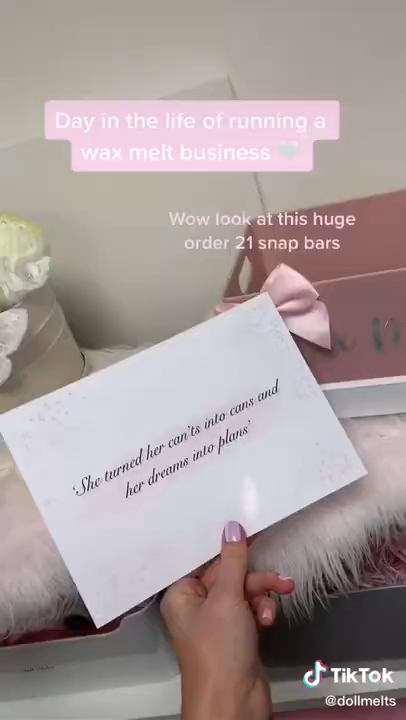 Day in the life of running a
wax melt business 🤍
Wow look at this huge
order 21 snap bars
'She turned her can'ts into cans and
her dreams into plans'
TikTok
@dollmelts